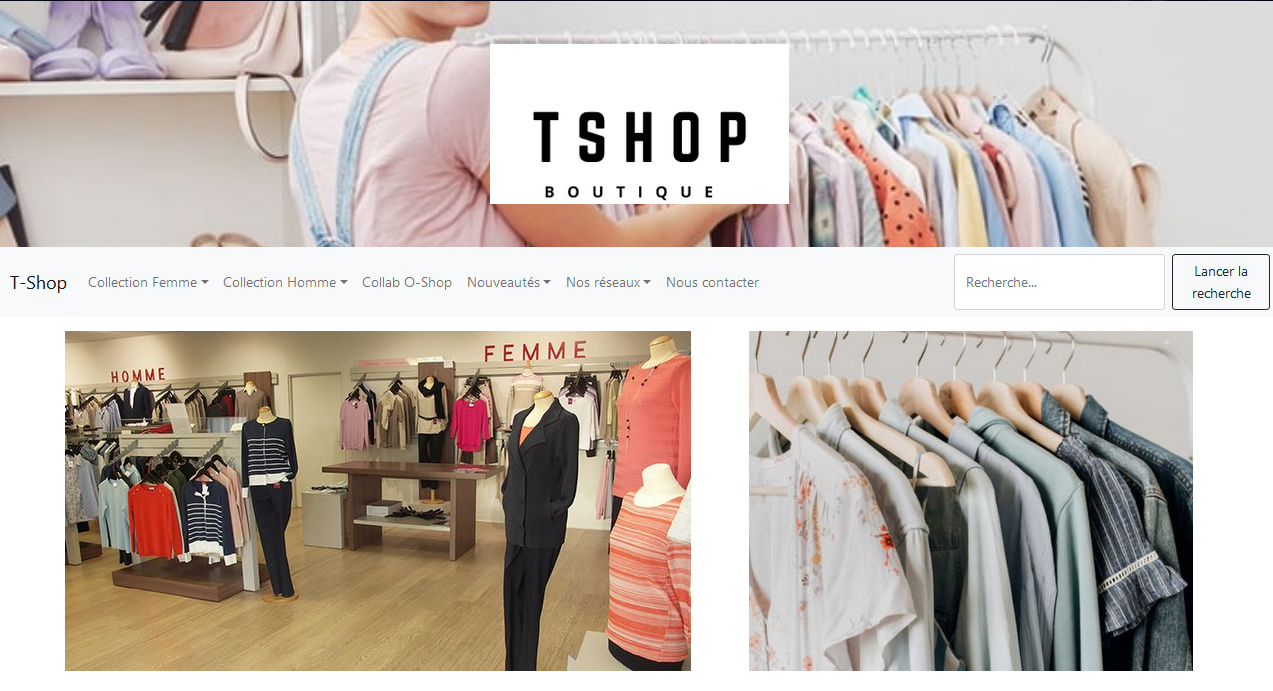 TSHOP
BOUTIQUE
T-Shop
Collection Femme
Collection Homme
Collab O-Shop
Nouveautés
Nos réseaux
Nous contacter
Recherche...
Lancer la
recherche
HOMME
FEMME